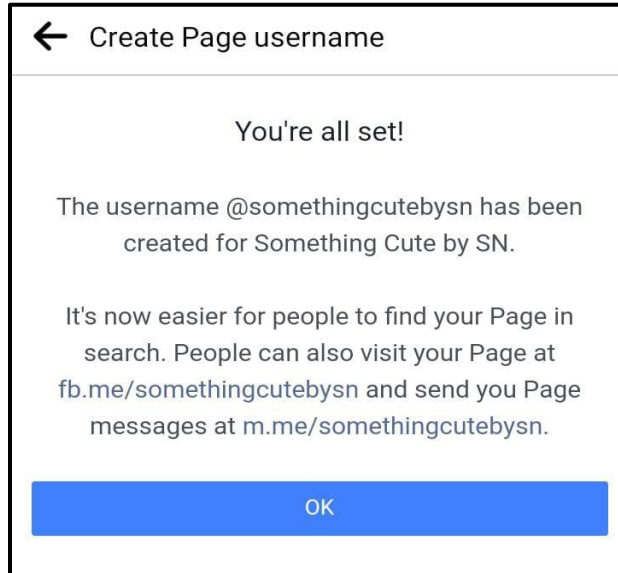 Create Page username
You're all set!
The username @somethingcutebysn has been
created for Something Cute by SN.
It's now easier for people to find your Page in
search. People can also visit your Page at
fb.me/somethingcutebysn and send you Page
messages at m.me/somethingcutebysn.
OK